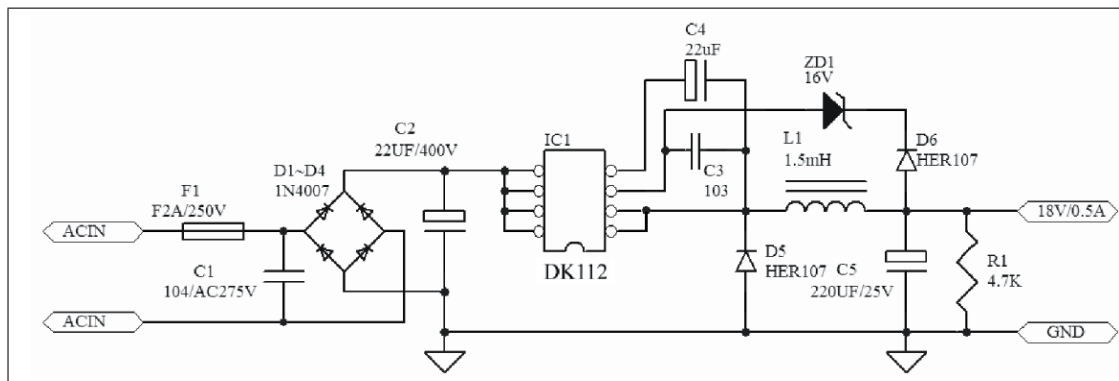 C4
22uF
ZD1
16V
C2
22UF/400V
IC1
L1
1.5mH
D6
HER107
D1~D4
1N4007
C3
103
F1
F2A/250V
ACIN
18V/0.5A
C1
104/AC275V
DK112
D5
HER107
C5
220UF/25V
R1
4.7K
ACIN
GND